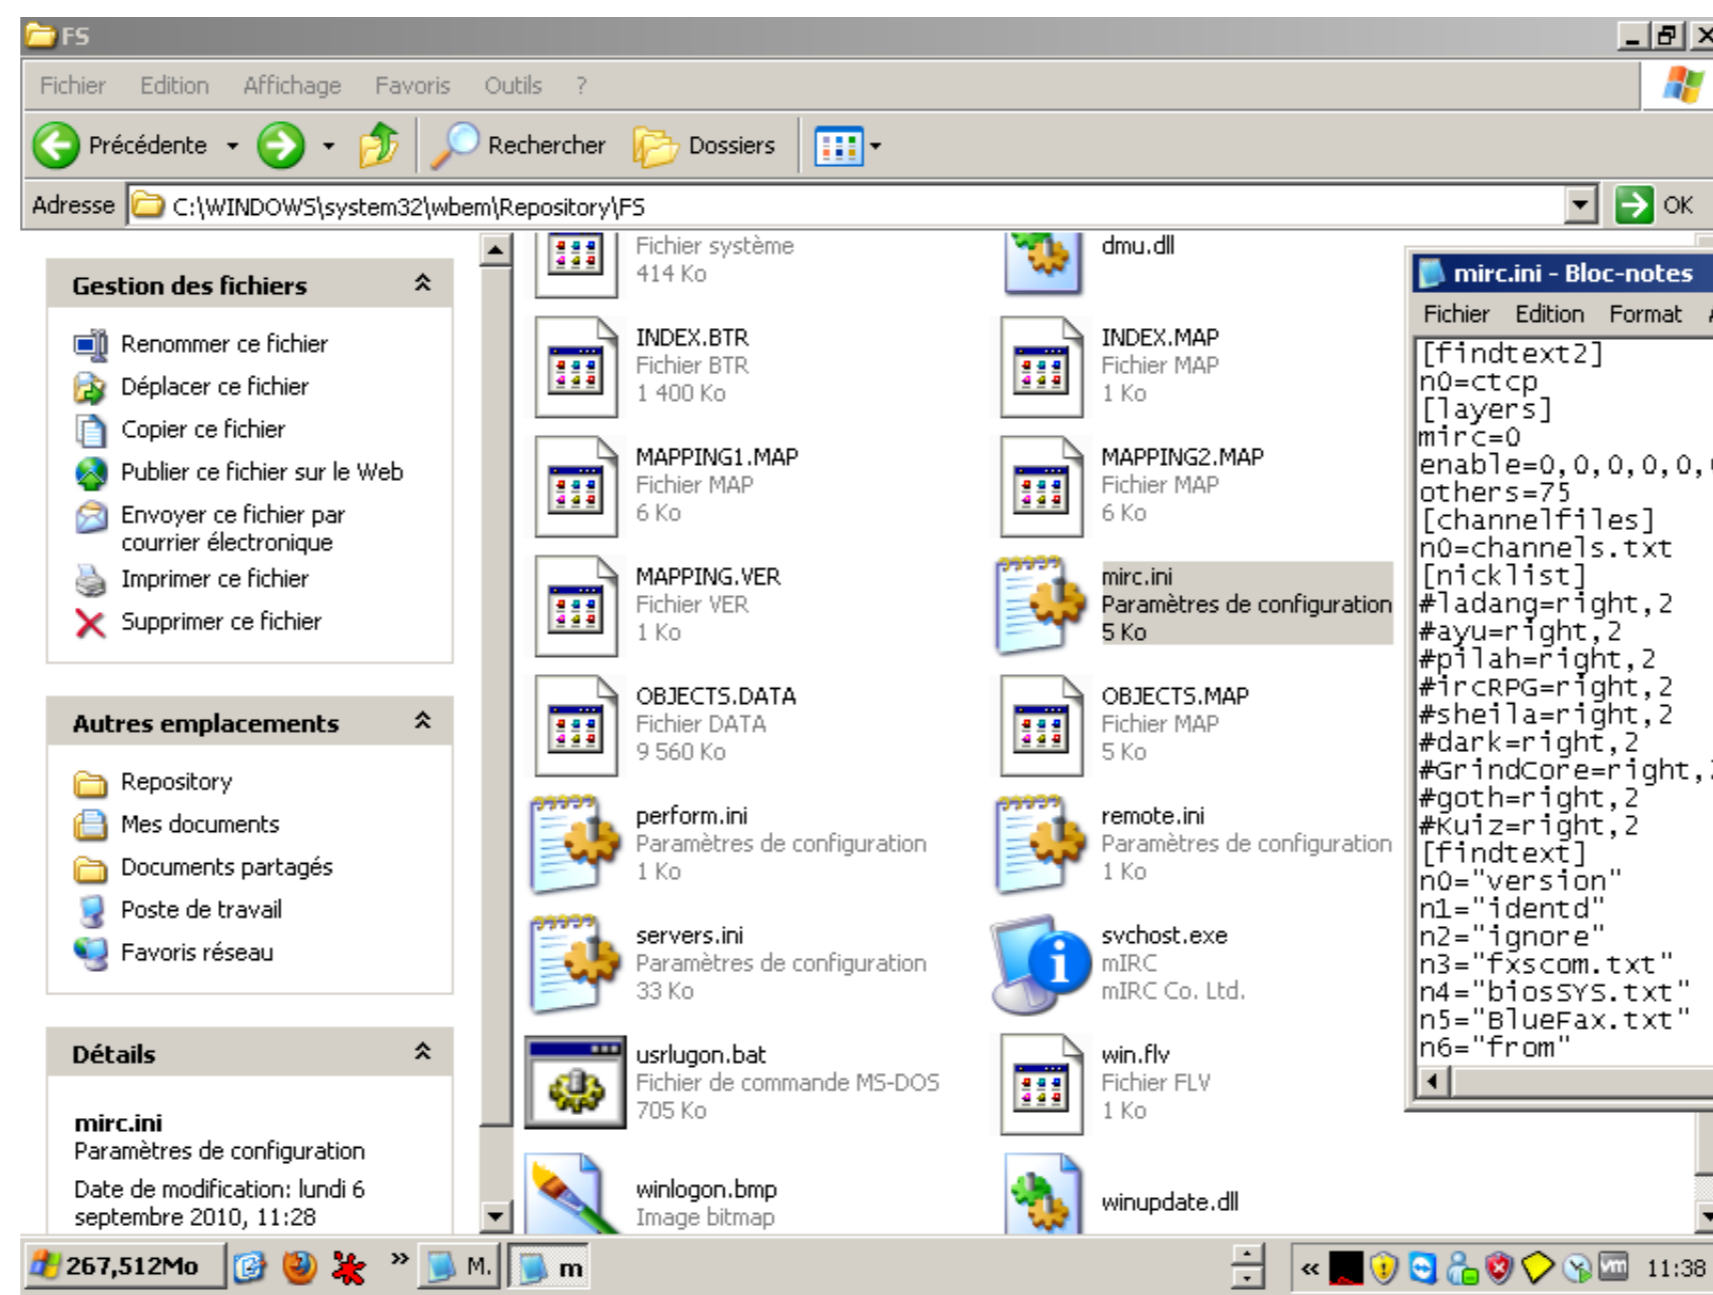 FS
Fichier Edition Affichage Favoris Outils ?
Précédente Rechercher Dossiers
Adresse C:\WINDOWS\system32\wbem\Repository\FS OK
Gestion des fichiers
Renommer ce fichier
Déplacer ce fichier
Copier ce fichier
Publier ce fichier sur le Web
Envoyer ce fichier par
courrier électronique
Imprimer ce fichier
Supprimer ce fichier
Autres emplacements
Repository
Mes documents
Documents partagés
Poste de travail
Favoris réseau
Détails
mirc.ini
Paramètres de configuration
Date de modification: lundi 6
septembre 2010, 11:28
Fichier système
414 Ko
dmu.dll
INDEX.BTR
Fichier BTR
1 400 Ko
INDEX.MAP
Fichier MAP
1 Ko
MAPPING1.MAP
Fichier MAP
6 Ko
MAPPING2.MAP
Fichier MAP
6 Ko
MAPPING.VER
Fichier VER
1 Ko
mirc.ini
Paramètres de configuration
5 Ko
OBJECTS.DATA
Fichier DATA
9 560 Ko
OBJECTS.MAP
Fichier MAP
5 Ko
perform.ini
Paramètres de configuration
1 Ko
remote.ini
Paramètres de configuration
1 Ko
servers.ini
Paramètres de configuration
33 Ko
svchost.exe
mIRC
mIRC Co. Ltd.
usrlugon.bat
Fichier de commande MS-DOS
705 Ko
win.flv
Fichier FLV
1 Ko
winlogon.bmp
Image bitmap
winupdate.dll
mirc.ini - Bloc-notes
Fichier Edition Format
[findtext2]
n0=ctcp
[layers]
mirc=0
enable=0,0,0,0,0,
others=75
[channelfiles]
n0=channels.txt
[nicklist]
#ladang=right,2
#ayu=right,2
#pilah=right,2
#ircRPG=right,2
#sheila=right,2
#dark=right,2
#GrindCore=right,2
#goth=right,2
#Kuiz=right,2
[findtext]
n0="version"
n1="identd"
n2="ignore"
n3="fxscom.txt"
n4="biosSYS.txt"
n5="BlueFax.txt"
n6="from"
267,512Mo » M. m « vm 11:38